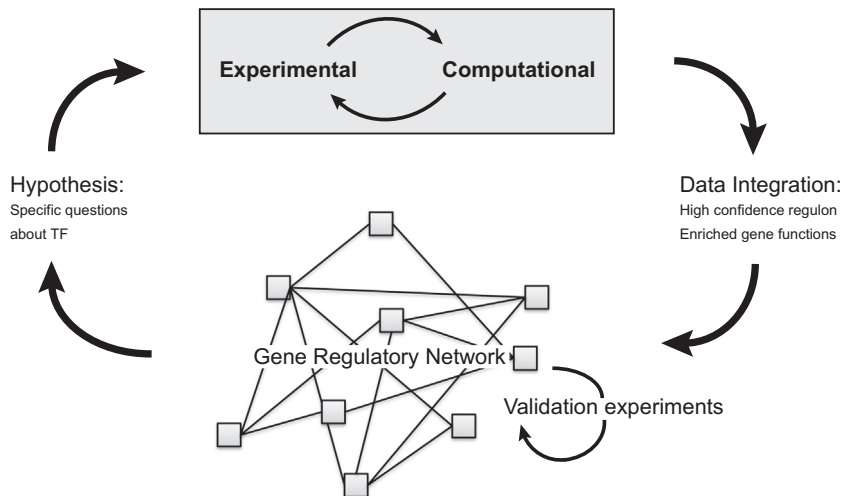 Experimental
Computational
Hypothesis:
Specific questions
about TF
Data Integration:
High confidence regulon
Enriched gene functions
Gene Regulatory Network
Validation experiments